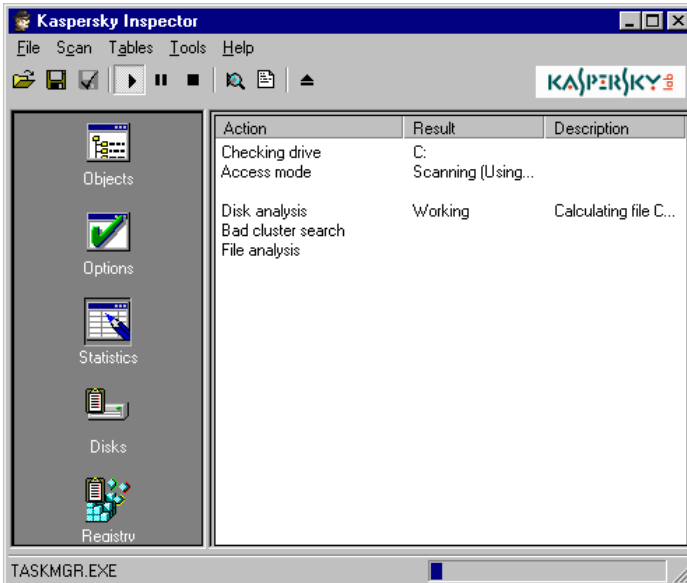 Kaspersky Inspector
File Scan Tables Tools Help
KASPERSKY lab
Objects
Options
Statistics
Disks
Registry
Action Result Description
Checking drive C:
Access mode Scanning (Using...
Disk analysis Working Calculating file C...
Bad cluster search
File analysis
TASKMGR.EXE